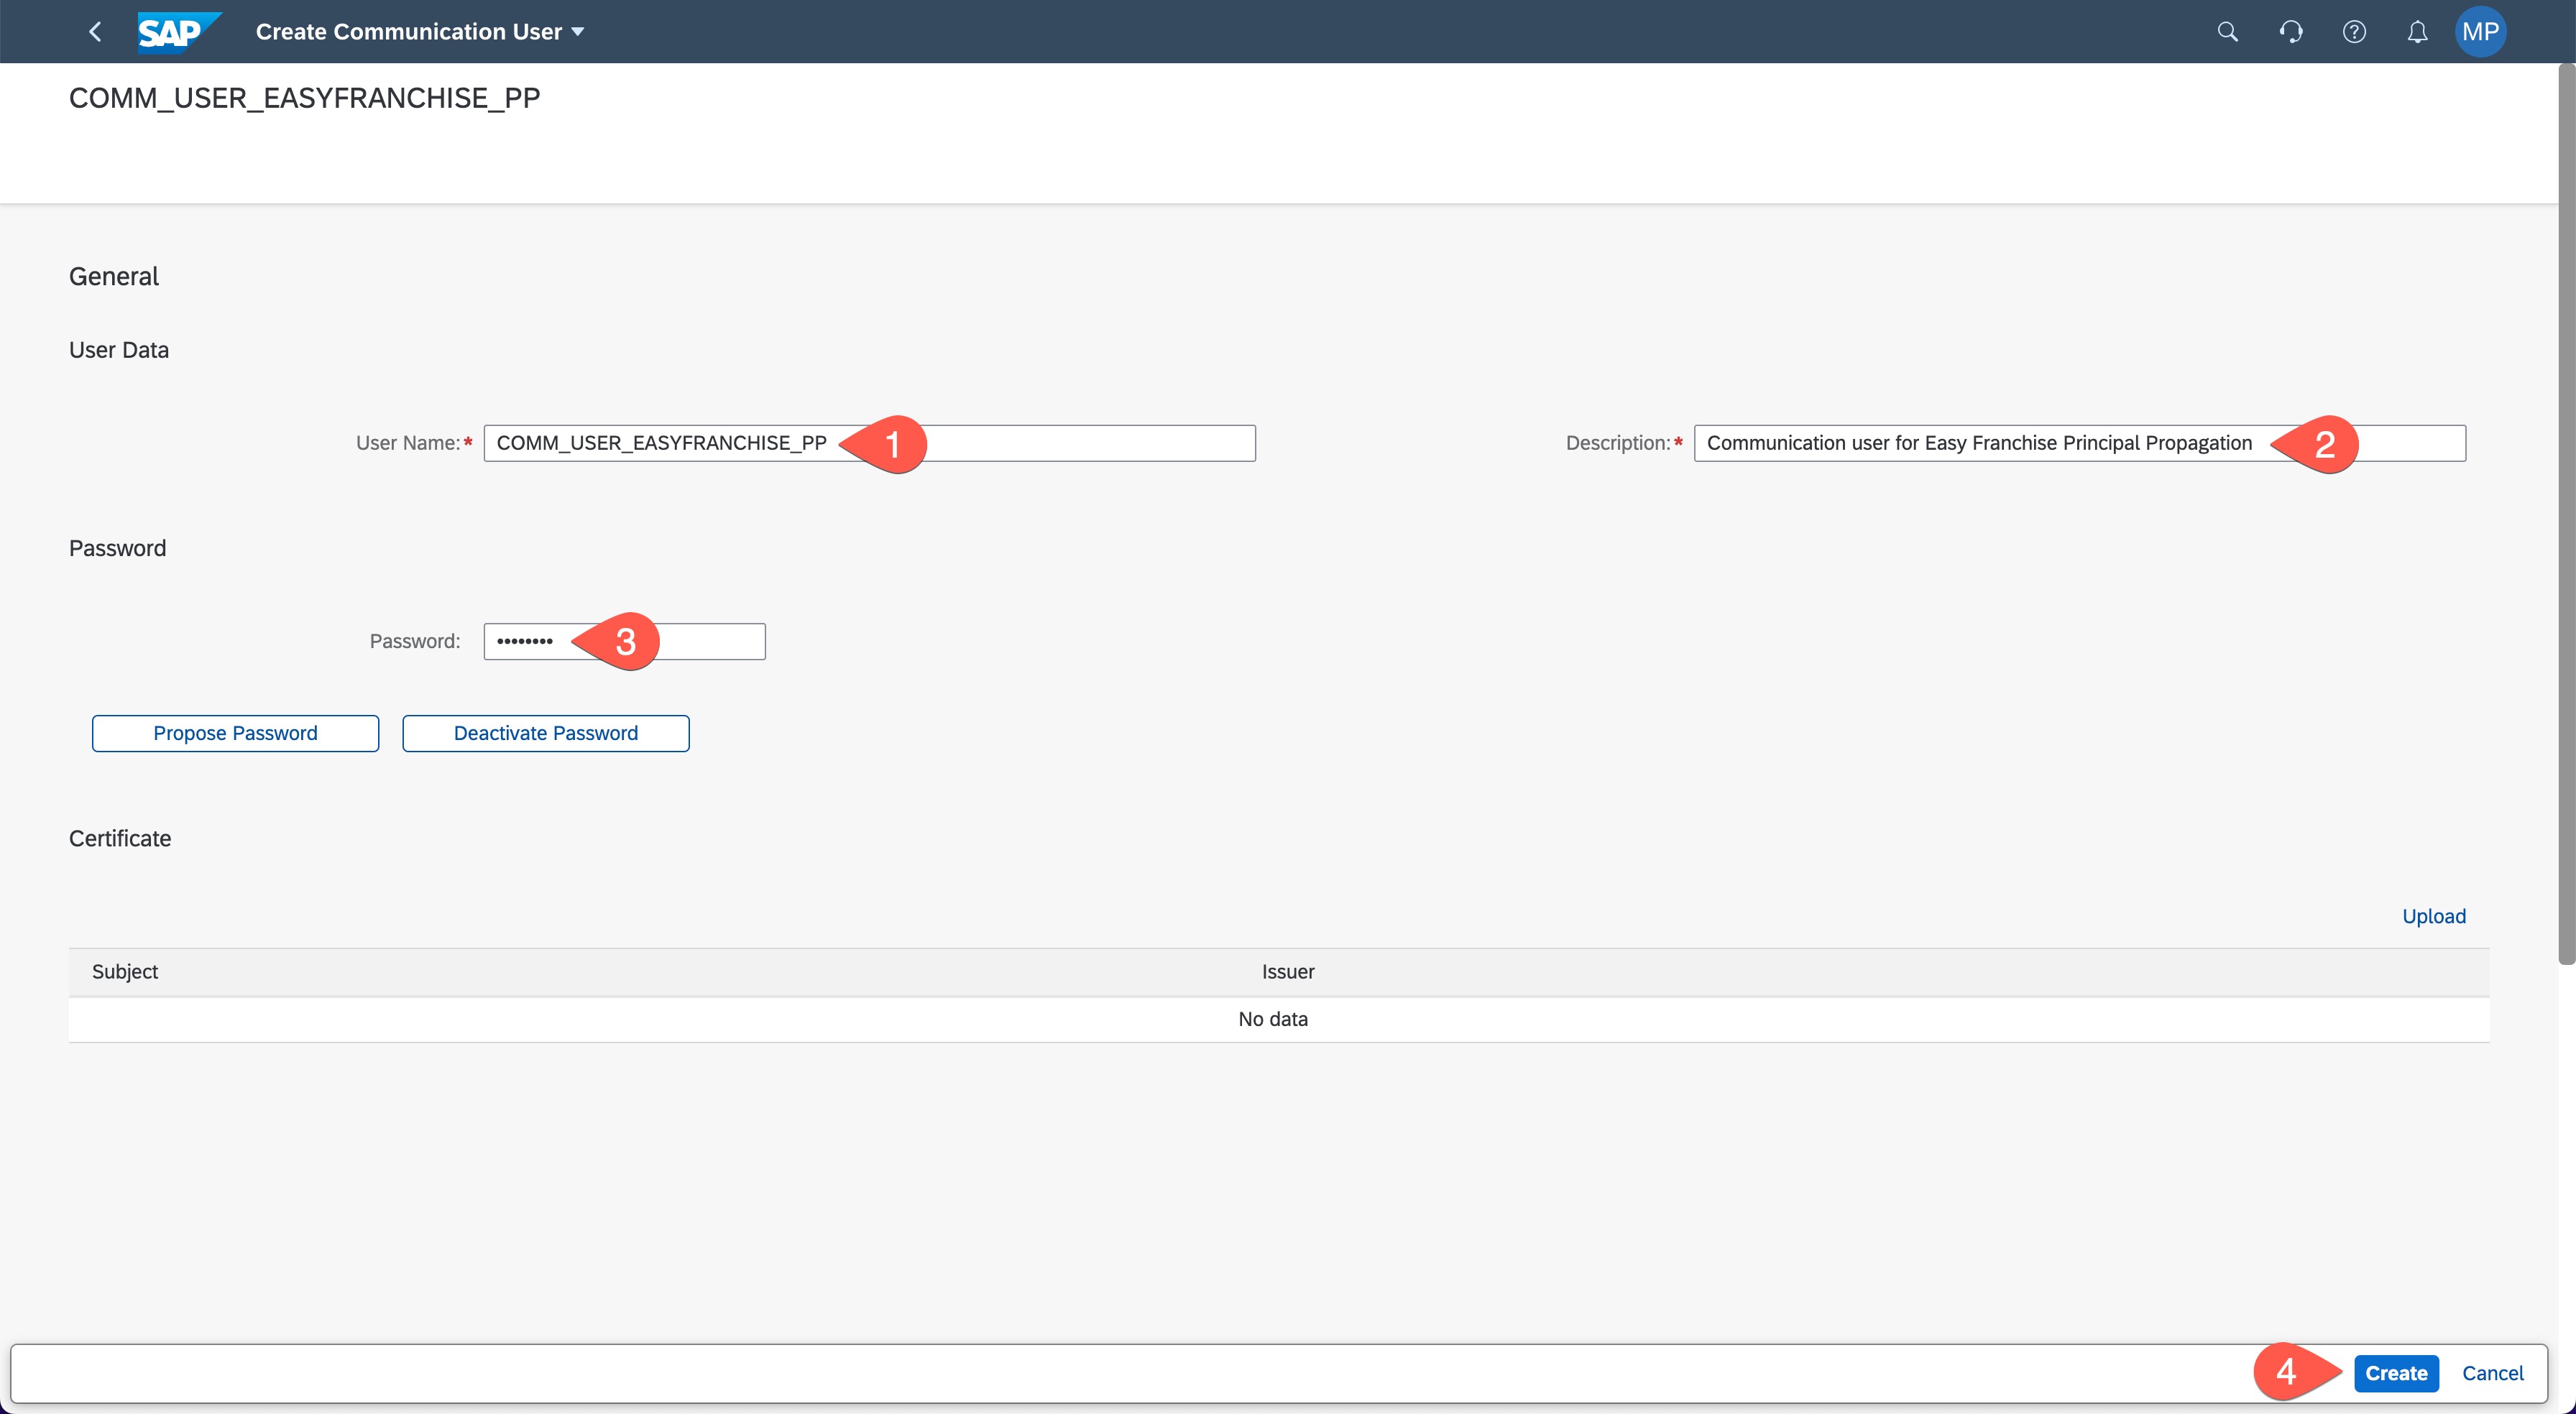 SAP Create Communication User MP
COMM_USER_EASYFRANCHISE_PP
General
User Data
User Name:* COMM_USER_EASYFRANCHISE_PP 1 Description:* Communication user for Easy Franchise Principal Propagation 2
Password
Password: •••••••• 3
Propose Password Deactivate Password
Certificate
Upload
Subject Issuer
No data
4 Create Cancel